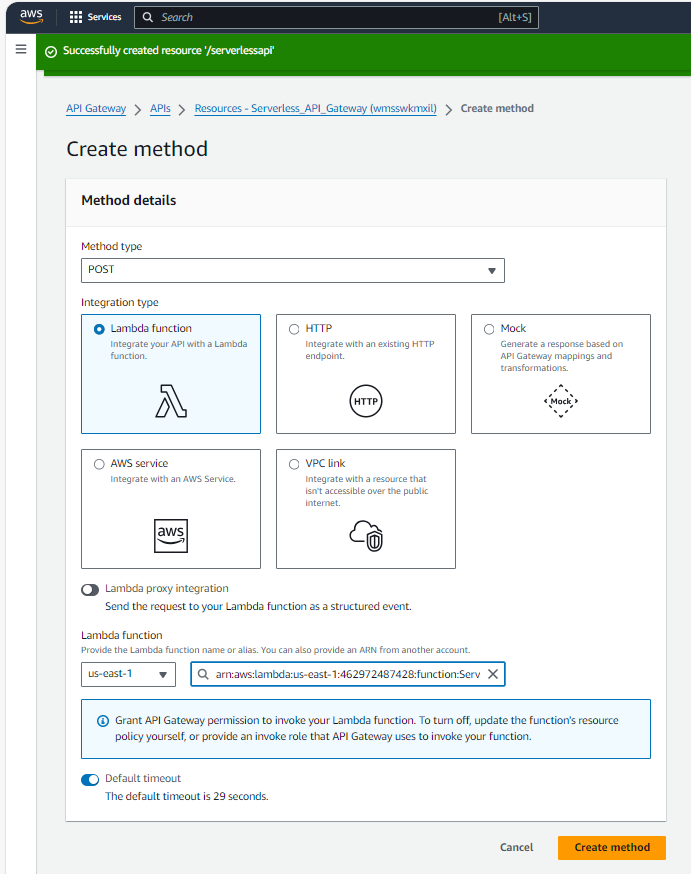 aws
Services
Search
[Alt+S]
Successfully created resource '/serverlessapi'
API Gateway > APIs > Resources - Serverless_API_Gateway (wmsswkmxil) > Create method
Create method
Method details
Method type
POST
Integration type
Lambda function
Integrate your API with a Lambda
function.
HTTP
Integrate with an existing HTTP
endpoint.
HTTP
Mock
Generate a response based on
API Gateway mappings and
transformations.
Mock
AWS service
Integrate with an AWS Service.
aws
VPC link
Integrate with a resource that
isn't accessible over the public
internet.
Lambda proxy integration
Send the request to your Lambda function as a structured event.
Lambda function
Provide the Lambda function name or alias. You can also provide an ARN from another account.
us-east-1
arn:aws:lambda:us-east-1:462972487428:function:Serv
Grant API Gateway permission to invoke your Lambda function. To turn off, update the function's resource
policy yourself, or provide an invoke role that API Gateway uses to invoke your function.
Default timeout
The default timeout is 29 seconds.
Cancel
Create method